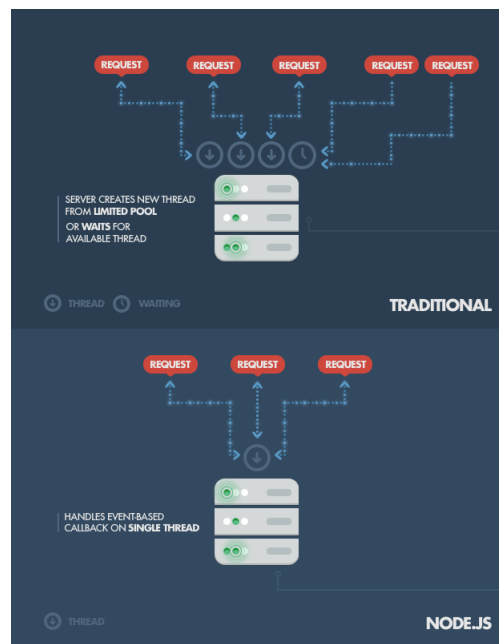 REQUEST REQUEST REQUEST REQUEST REQUEST
SERVER CREATES NEW THREAD
FROM LIMITED POOL
OR WAITS FOR
AVAILABLE THREAD
THREAD WAITING
TRADITIONAL
REQUEST REQUEST REQUEST
HANDLES EVENT-BASED
CALLBACK ON SINGLE THREAD
THREAD
NODE.JS